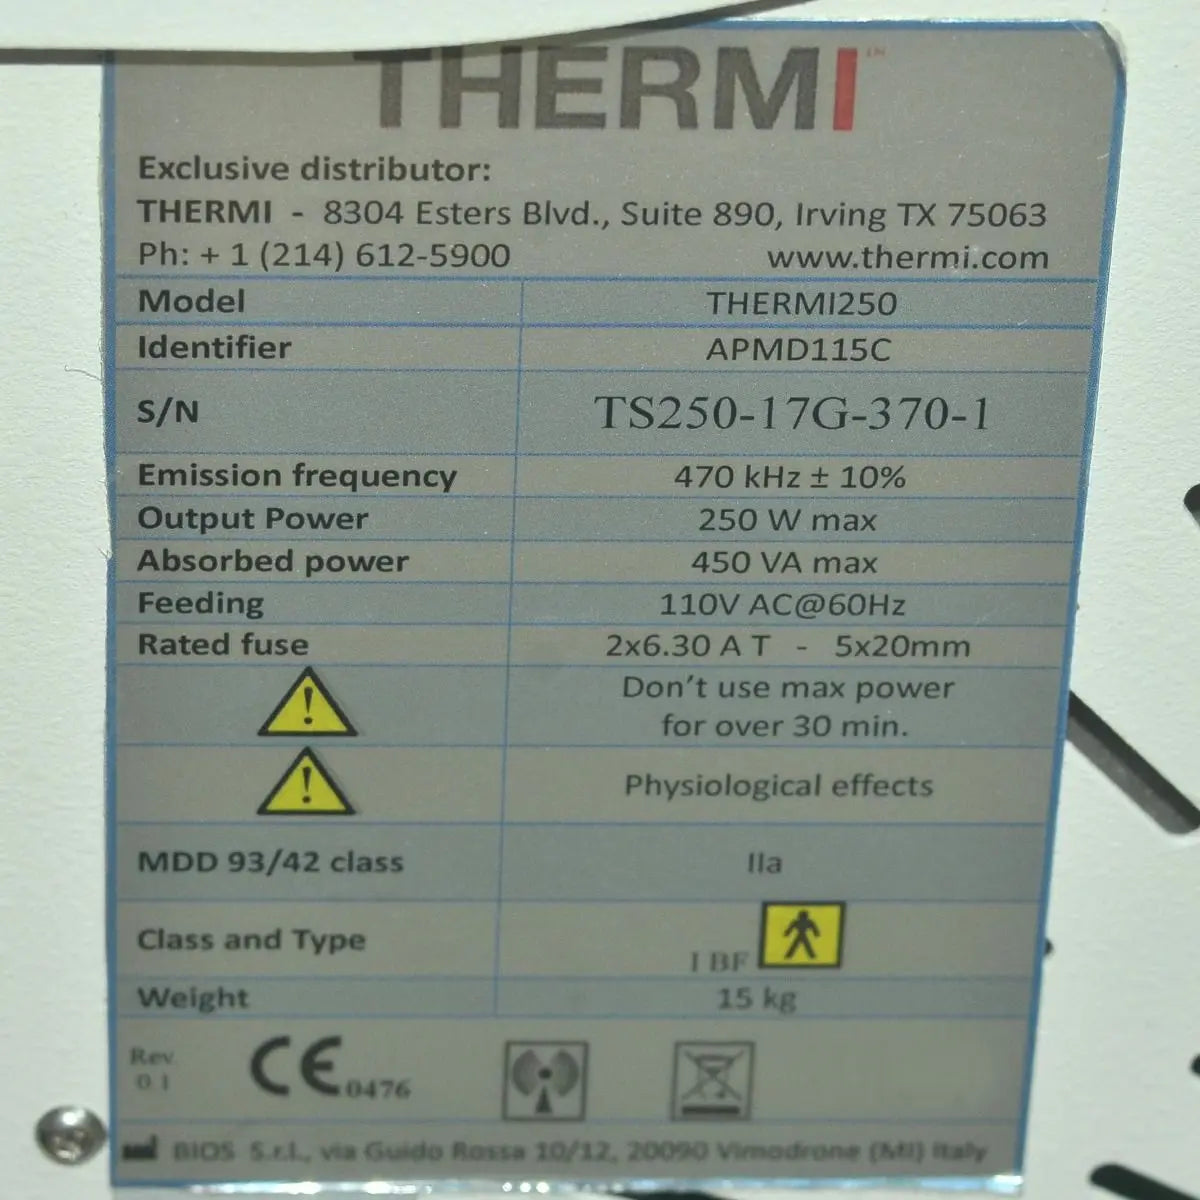 THERMI™
Exclusive distributor:
THERMI - 8304 Esters Blvd., Suite 890, Irving TX 75063
Ph: + 1 (214) 612-5900 www.thermi.com
Model THERMI250
Identifier APMD115C
S/N TS250-17G-370-1
Emission frequency 470 kHz ± 10%
Output Power 250 W max
Absorbed power 450 VA max
Feeding 110V AC@60Hz
Rated fuse 2x6.30 A T - 5x20mm
Don't use max power
for over 30 min.
Physiological effects
MDD 93/42 class IIa
Class and Type I BF
Weight 15 kg
Rev.
0.1
CE 0476
BIOS S.r.l., via Guido Rossa 10/12, 20090 Vimodrone (MI) Italy